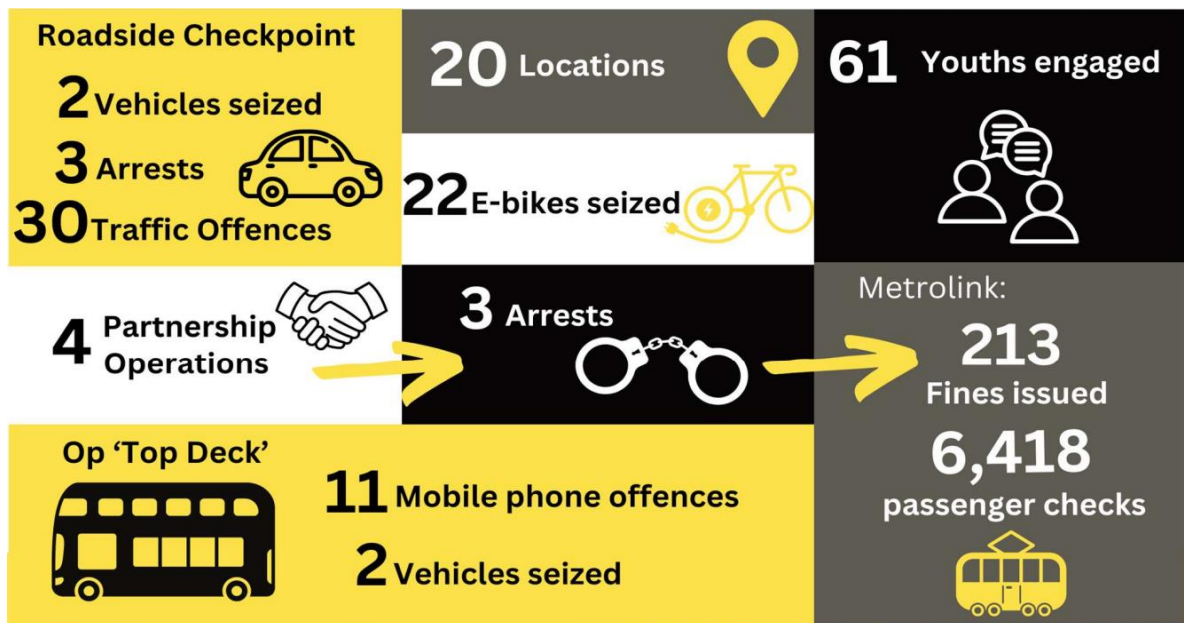 Roadside Checkpoint
2 Vehicles seized
3 Arrests
30 Traffic Offences
20 Locations
22 E-bikes seized
61 Youths engaged
4 Partnership
Operations
3 Arrests
Metrolink:
213
Fines issued
6,418
passenger checks
Op ‘Top Deck’
11 Mobile phone offences
2 Vehicles seized